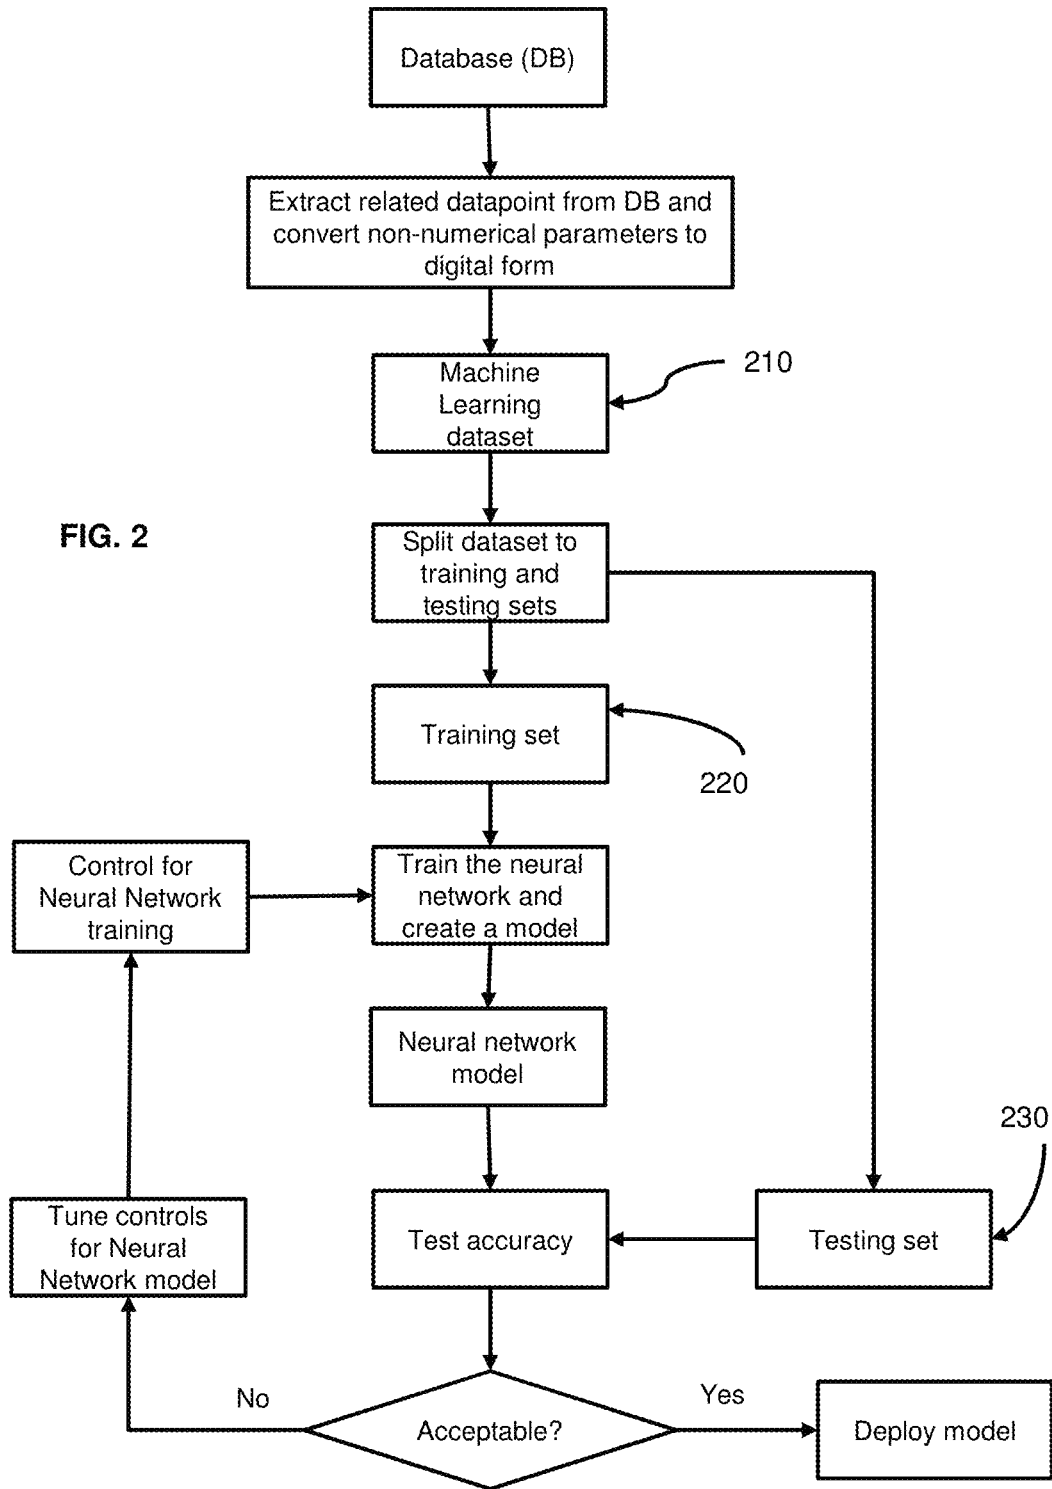 Database (DB)
Extract related datapoint from DB and
convert non-numerical parameters to
digital form
Machine
Learning
dataset
210
FIG. 2
Split dataset to
training and
testing sets
Training set
220
Control for
Neural Network
training
Train the neural
network and
create a model
Neural network
model
230
Tune controls
for Neural
Network model
Test accuracy
Testing set
No
Yes
Acceptable?
Deploy model